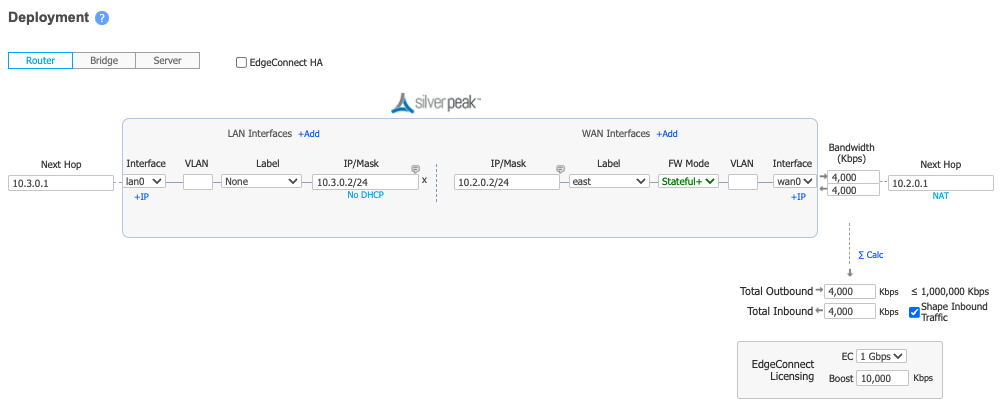 Deployment ?
Router Bridge Server EdgeConnect HA
silver peak™
LAN Interfaces +Add WAN Interfaces +Add
Bandwidth
(Kbps)
Next Hop Interface VLAN Label IP/Mask IP/Mask Label FW Mode VLAN Interface Next Hop
10.3.0.1 lan0 None 10.3.0.2/24 x 10.2.0.2/24 east Stateful+ wan0 4,000 10.2.0.1
4,000
+IP No DHCP +IP NAT
Σ Calc
Total Outbound 4,000 Kbps ≤ 1,000,000 Kbps
Total Inbound 4,000 Kbps Shape Inbound
Traffic
EdgeConnect
Licensing
EC 1 Gbps
Boost 10,000 Kbps